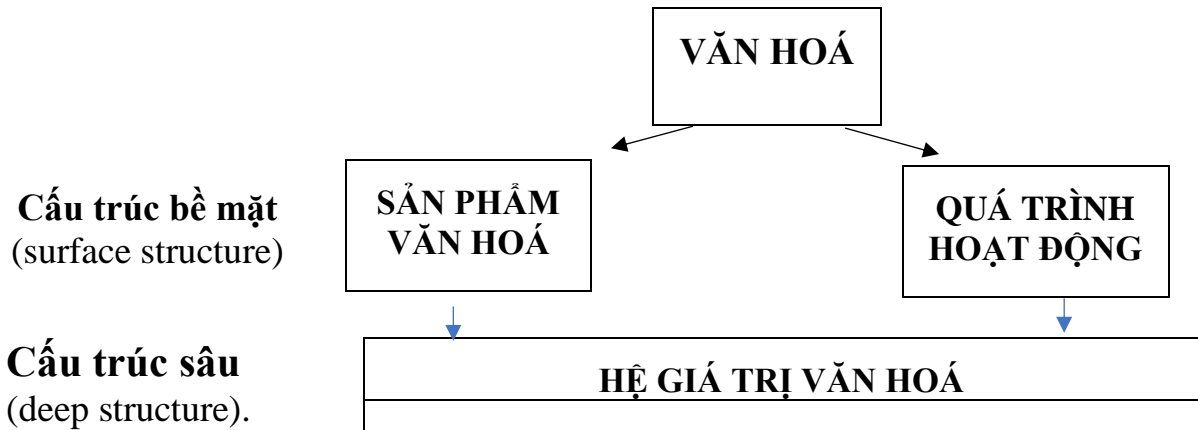 VĂN HOÁ
Cấu trúc bề mặt
(surface structure)
SẢN PHẨM
VĂN HOÁ
QUÁ TRÌNH
HOẠT ĐỘNG
Cấu trúc sâu
(deep structure).
HỆ GIÁ TRỊ VĂN HOÁ